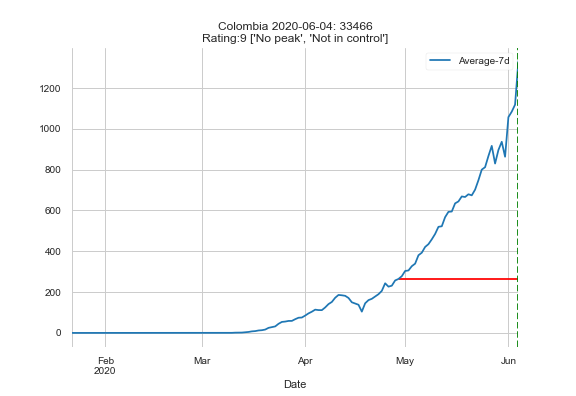 Colombia 2020-06-04: 33466
Rating:9 ['No peak', 'Not in control']
Average-7d
1200
1000
800
600
400
200
0
Feb
2020
Mar
Apr
May
Jun
Date